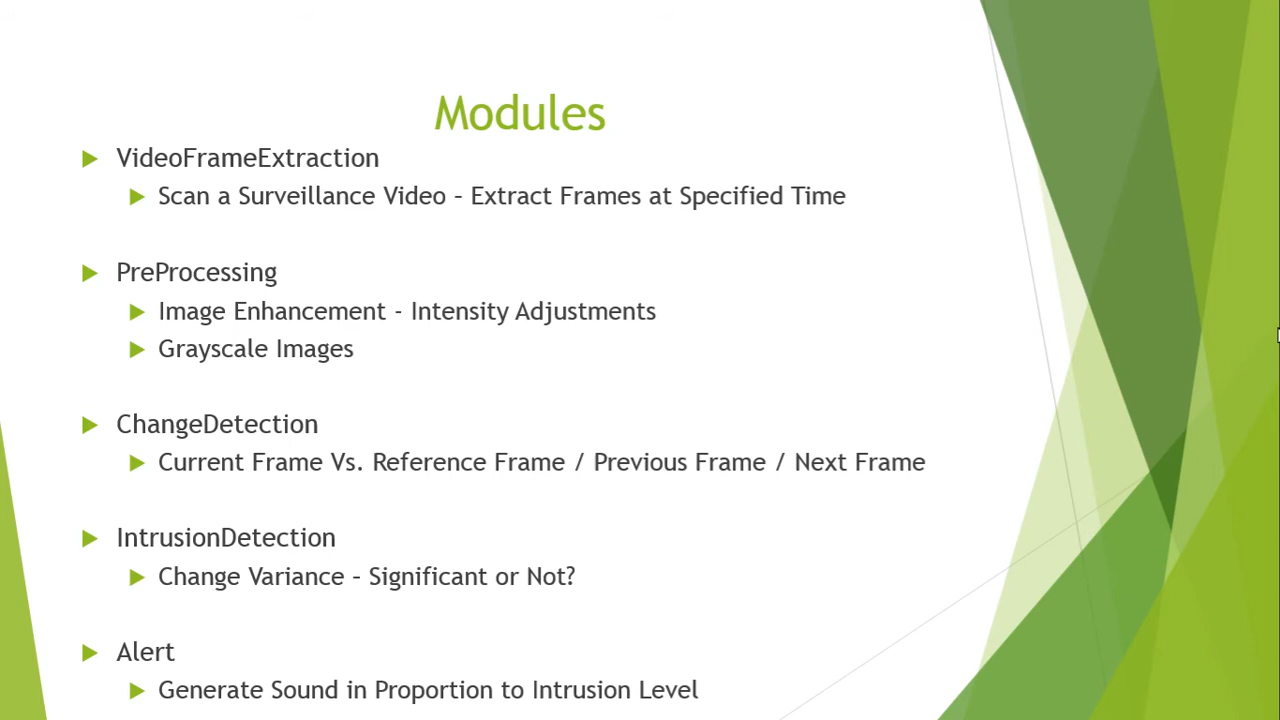 Modules
VideoFrameExtraction
Scan a Surveillance Video – Extract Frames at Specified Time
PreProcessing
Image Enhancement - Intensity Adjustments
Grayscale Images
ChangeDetection
Current Frame Vs. Reference Frame / Previous Frame / Next Frame
IntrusionDetection
Change Variance – Significant or Not?
Alert
Generate Sound in Proportion to Intrusion Level